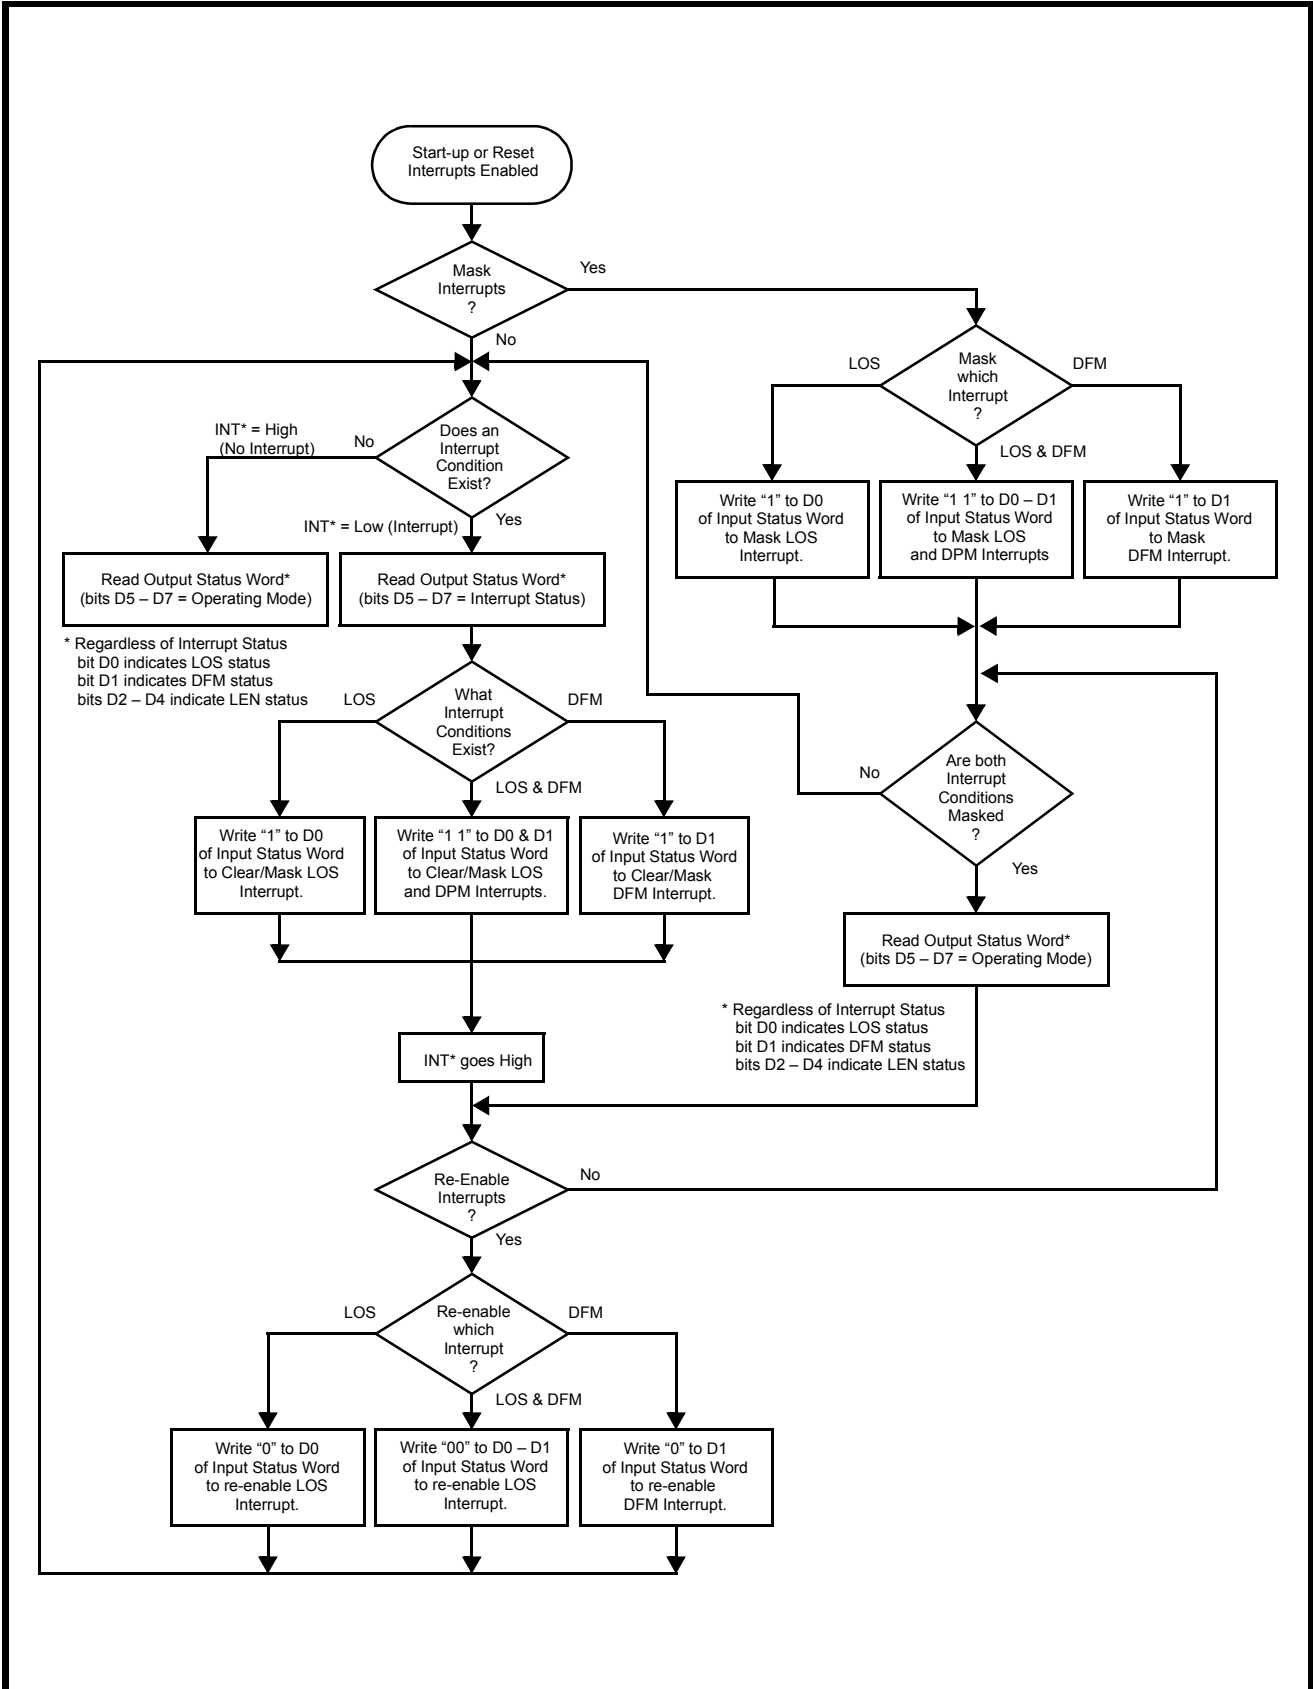 Start-up or Reset
Interrupts Enabled
Mask
Interrupts
?
Yes
No
Mask
which
Interrupt
?
LOS
DFM
LOS & DFM
INT* = High
(No Interrupt)
No
Does an
Interrupt
Condition
Exist?
INT* = Low (Interrupt)
Yes
Write “1” to D0
of Input Status Word
to Mask LOS
Interrupt.
Write “1 1” to D0 – D1
of Input Status Word
to Mask LOS
and DPM Interrupts
Write “1” to D1
of Input Status Word
to Mask
DFM Interrupt.
Read Output Status Word*
(bits D5 – D7 = Operating Mode)
Read Output Status Word*
(bits D5 – D7 = Interrupt Status)
* Regardless of Interrupt Status
bit D0 indicates LOS status
bit D1 indicates DFM status
bits D2 – D4 indicate LEN status
LOS
What
Interrupt
Conditions
Exist?
DFM
LOS & DFM
No
Are both
Interrupt
Conditions
Masked
?
Yes
Write “1” to D0
of Input Status Word
to Clear/Mask LOS
Interrupt.
Write “1 1” to D0 & D1
of Input Status Word
to Clear/Mask LOS
and DPM Interrupts.
Write “1” to D1
of Input Status Word
to Clear/Mask
DFM Interrupt.
Read Output Status Word*
(bits D5 – D7 = Operating Mode)
* Regardless of Interrupt Status
bit D0 indicates LOS status
bit D1 indicates DFM status
bits D2 – D4 indicate LEN status
INT* goes High
Re-Enable
Interrupts
?
No
Yes
LOS
Re-enable
which
Interrupt
?
DFM
LOS & DFM
Write “0” to D0
of Input Status Word
to re-enable LOS
Interrupt.
Write “00” to D0 – D1
of Input Status Word
to re-enable LOS
Interrupt.
Write “0” to D1
of Input Status Word
to re-enable
DFM Interrupt.